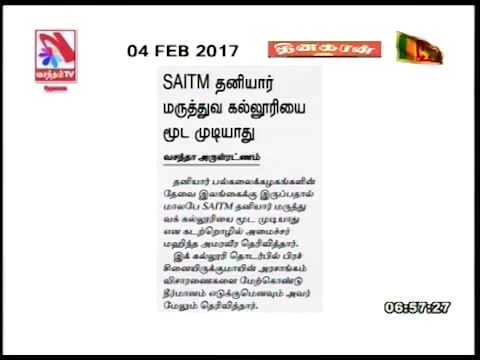 வசந்தம்TV
04 FEB 2017
தினகரன்
SAITM தனியார்
மருத்துவ கல்லூரியை
மூட முடியாது
வசந்தா அருள்ரட்ணம்
தனியார் பல்கலைக்கழகங்களின்
தேவை இலங்கைக்கு இருப்பதால்
மாலபே SAITM தனியார் மருத்து
வக் கல்லூரியை மூட முடியாது
என கடற்றொழில் அமைச்சர்
மஹிந்த அமரவீர தெரிவித்தார்.
இக் கல்லூரி தொடர்பில் பிரச்
சினையிருக்குமாயின் அரசாங்கம்
விசாரணைகளை மேற்கொண்டு
தீர்மானம் எடுக்குமெனவும் அவர்
மேலும் தெரிவித்தார்.
06:57:27